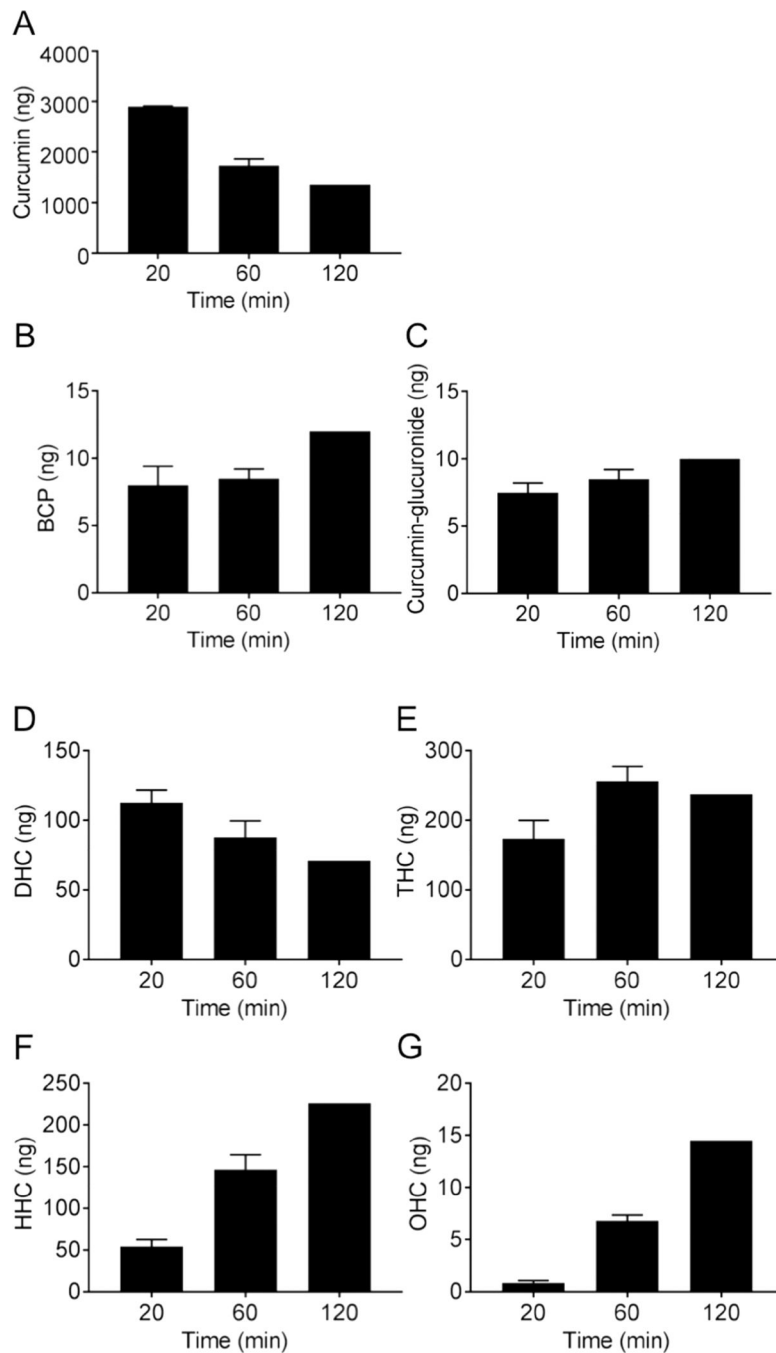 A
Curcumin (ng)
4000
3000
2000
1000
0
20 60 120
Time (min)
B
BCP (ng)
15
10
5
0
20 60 120
Time (min)
C
Curcumin-glucuronide (ng)
15
10
5
0
20 60 120
Time (min)
D
DHC (ng)
150
100
50
0
20 60 120
Time (min)
E
THC (ng)
300
200
100
0
20 60 120
Time (min)
F
HHC (ng)
250
200
150
100
50
0
20 60 120
Time (min)
G
OHC (ng)
20
15
10
5
0
20 60 120
Time (min)